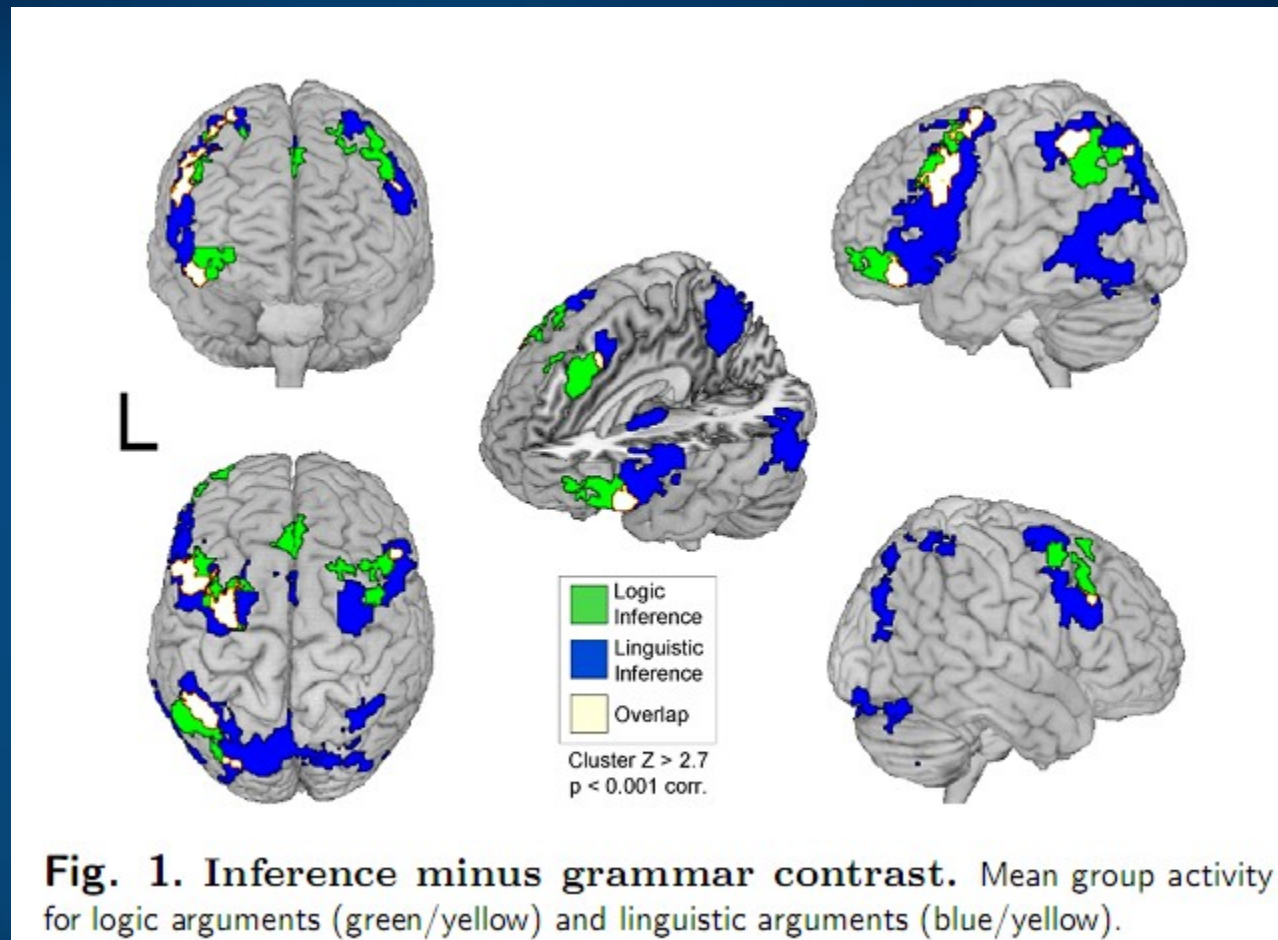 L
Logic
Inference
Linguistic
Inference
Overlap
Cluster Z > 2.7
p < 0.001 corr.
Fig. 1. Inference minus grammar contrast. Mean group activity
for logic arguments (green/yellow) and linguistic arguments (blue/yellow).